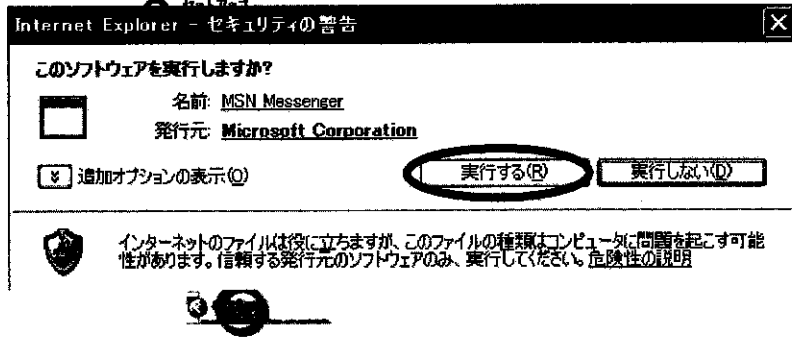 セットアップ
Internet Explorer - セキュリティの警告
このソフトウェアを実行しますか?
名前: MSN Messenger
発行元: Microsoft Corporation
追加オプションの表示(O)
実行する(R)
実行しない(D)
インターネットのファイルは役に立ちますが、このファイルの種類はコンピュータに問題を起こす可能
性があります。信頼する発行元のソフトウェアのみ、実行してください。危険性の説明